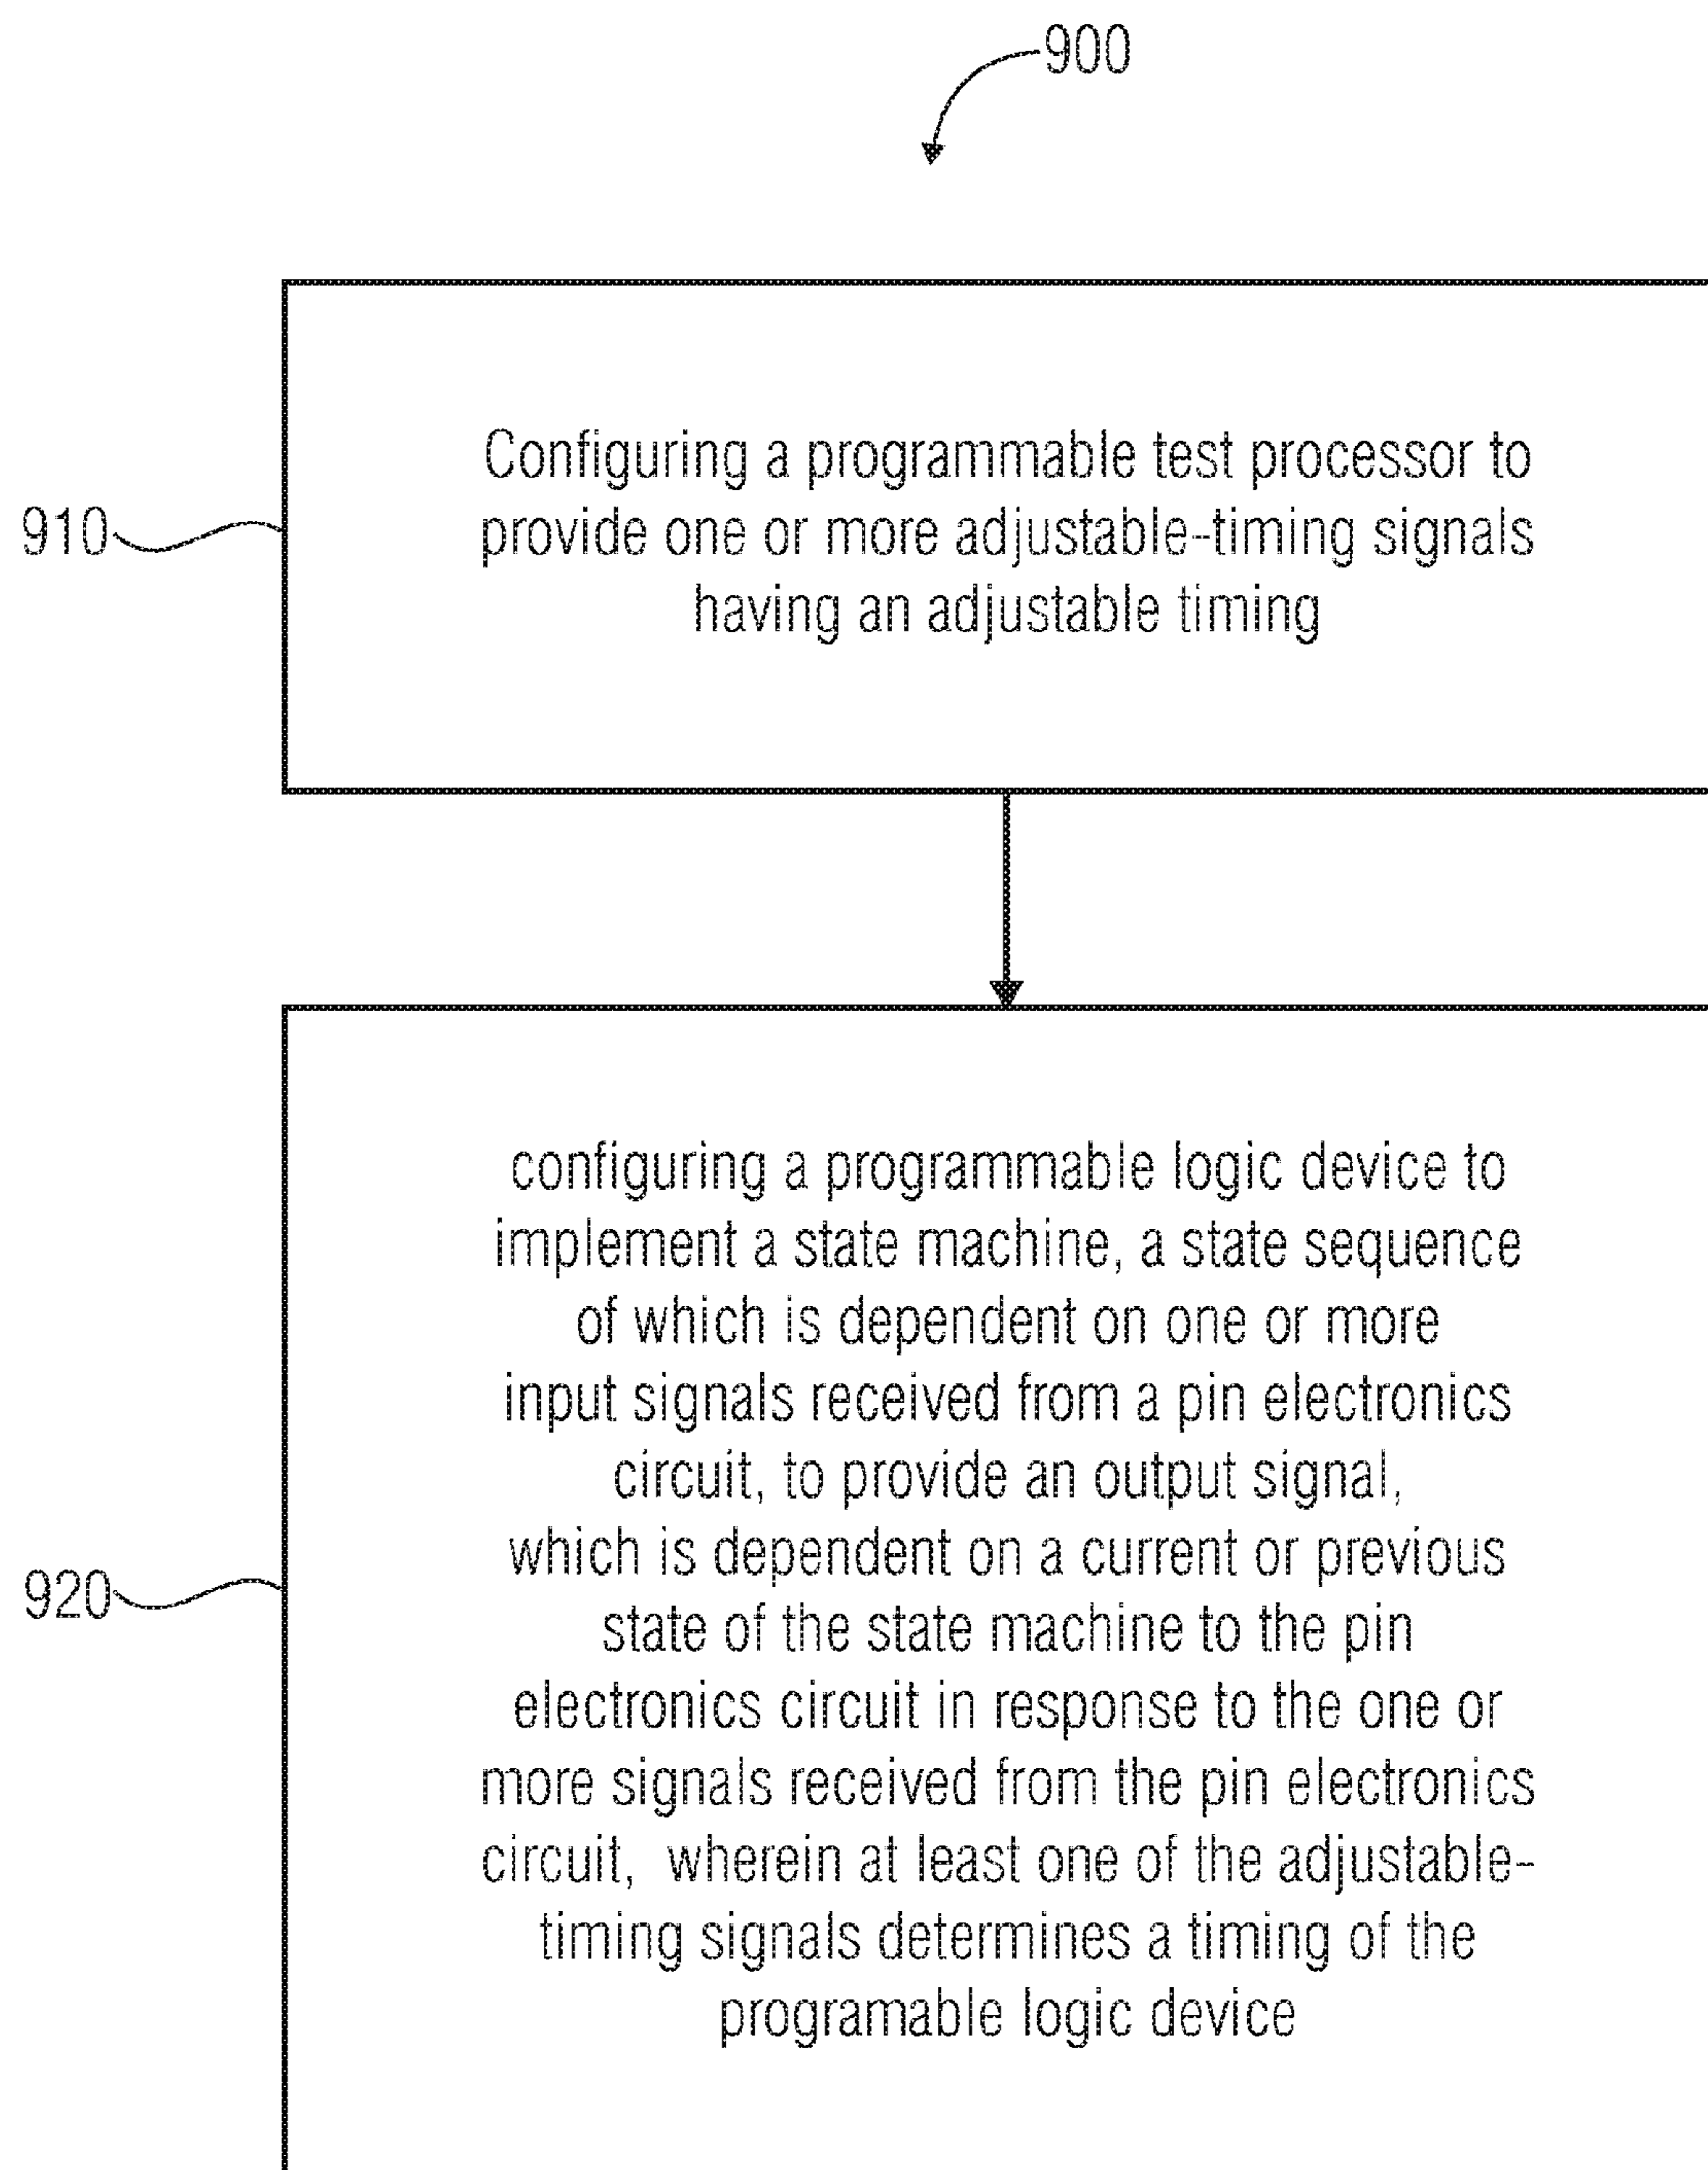 900
910
Configuring a programmable test processor to
provide one or more adjustable-timing signals
having an adjustable timing
920
configuring a programmable logic device to
implement a state machine, a state sequence
of which is dependent on one or more
input signals received from a pin electronics
circuit, to provide an output signal,
which is dependent on a current or previous
state of the state machine to the pin
electronics circuit in response to the one or
more signals received from the pin electronics
circuit, wherein at least one of the adjustable-
timing signals determines a timing of the
programable logic device